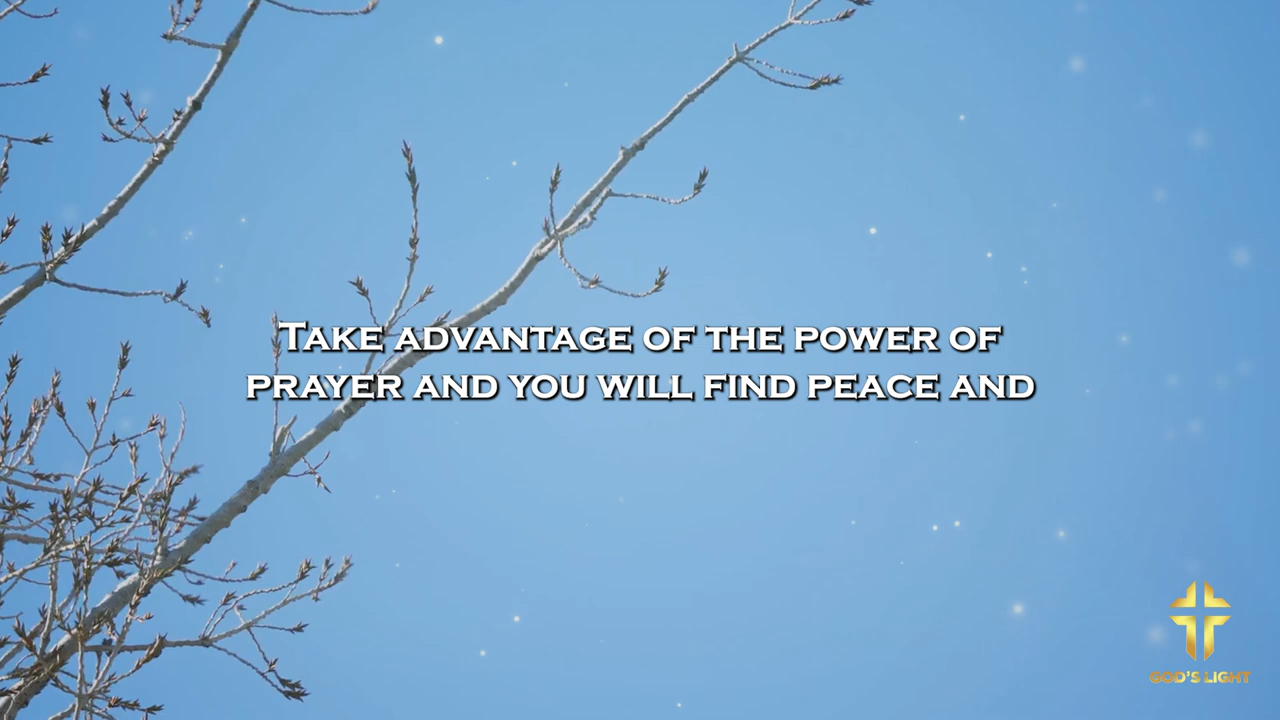 Take advantage of the power of
prayer and you will find peace and
GOD'S LIGHT